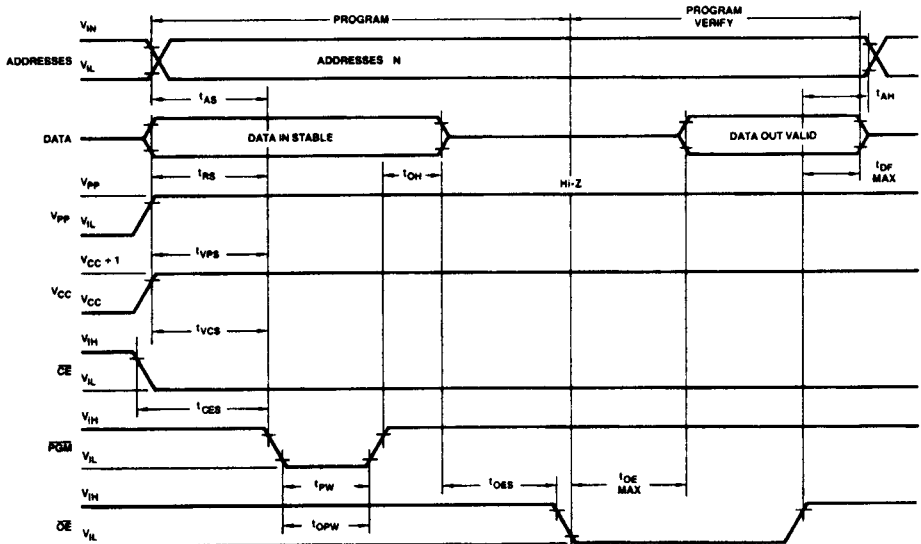 PROGRAM
PROGRAM VERIFY
VIN
ADDRESSES
VIL
ADDRESSES N
tAS
tAH
DATA
DATA IN STABLE
DATA OUT VALID
tRS
tOH
Hi-Z
tDF MAX
VPP
VPP
VIL
tVPS
VCC + 1
VCC
VCC
tVCS
VIH
CE
VIL
tCES
VIH
PGM
VIL
tPW
tOES
tOE MAX
VIH
tOPW
OE
VIL